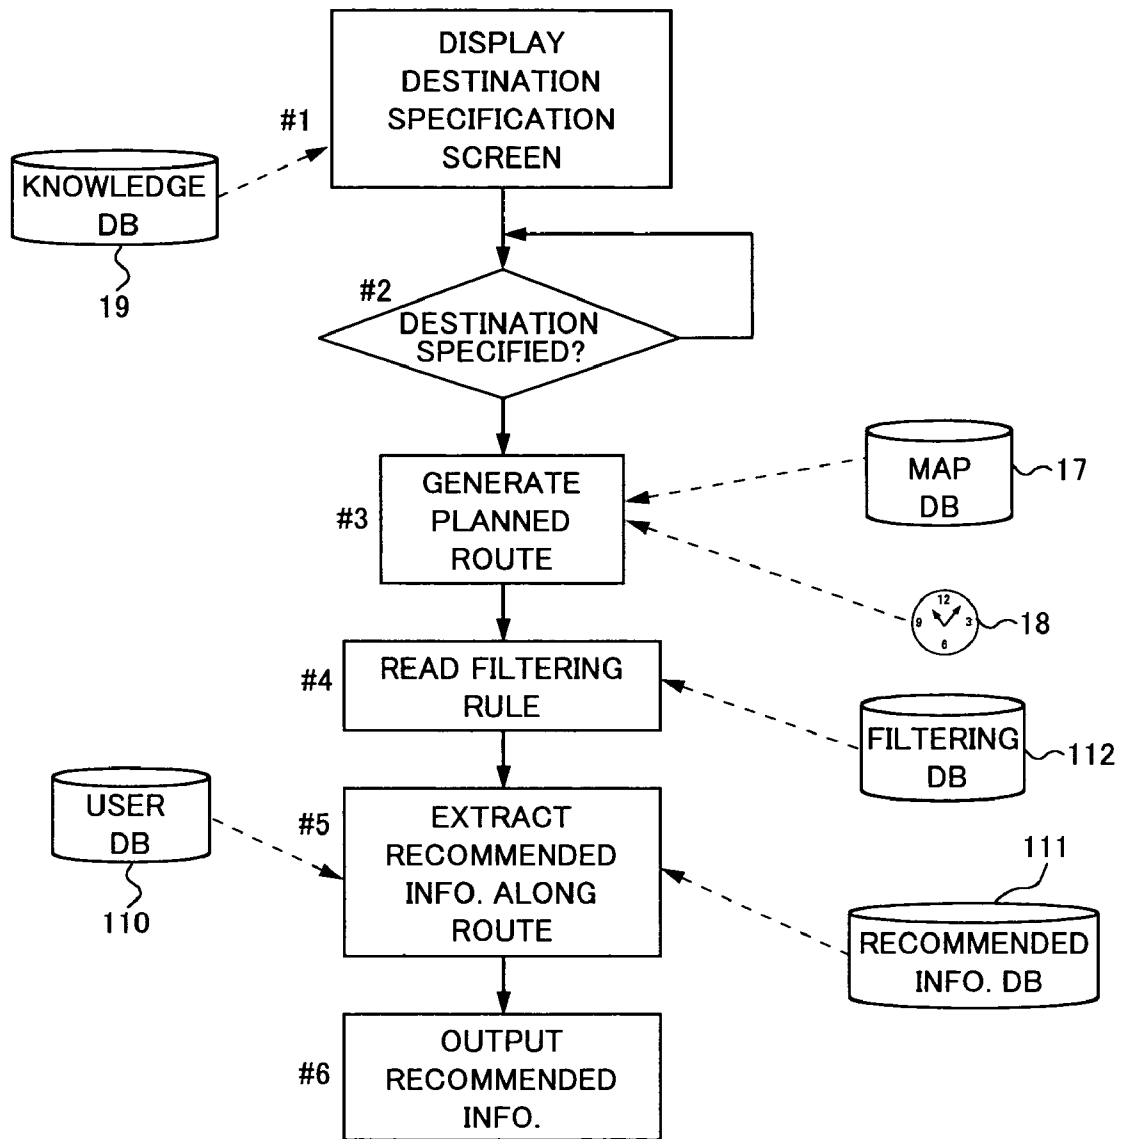 DISPLAY
DESTINATION
SPECIFICATION
SCREEN
#1
KNOWLEDGE
DB
19
#2
DESTINATION
SPECIFIED?
GENERATE
PLANNED
ROUTE
#3
MAP
DB
17
12
9
3
6
18
READ FILTERING
RULE
#4
FILTERING
DB
112
USER
DB
110
#5
EXTRACT
RECOMMENDED
INFO. ALONG
ROUTE
111
RECOMMENDED
INFO. DB
#6
OUTPUT
RECOMMENDED
INFO.